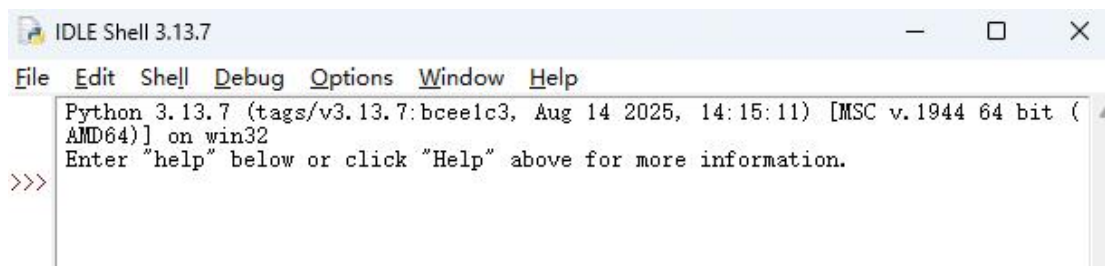 IDLE Shell 3.13.7
File Edit Shell Debug Options Window Help
Python 3.13.7 (tags/v3.13.7:bcee1c3, Aug 14 2025, 14:15:11) [MSC v.1944 64 bit (
AMD64)] on win32
Enter "help" below or click "Help" above for more information.
>>>